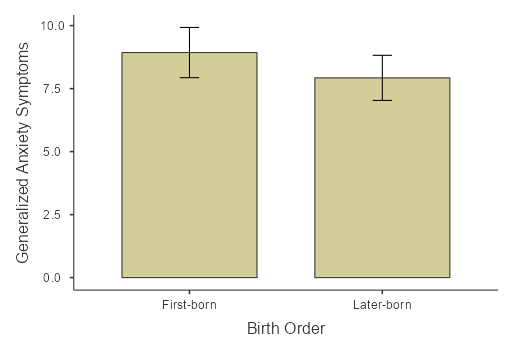 10.0
7.5
5.0
2.5
0.0
Generalized Anxiety Symptoms
First-born
Later-born
Birth Order